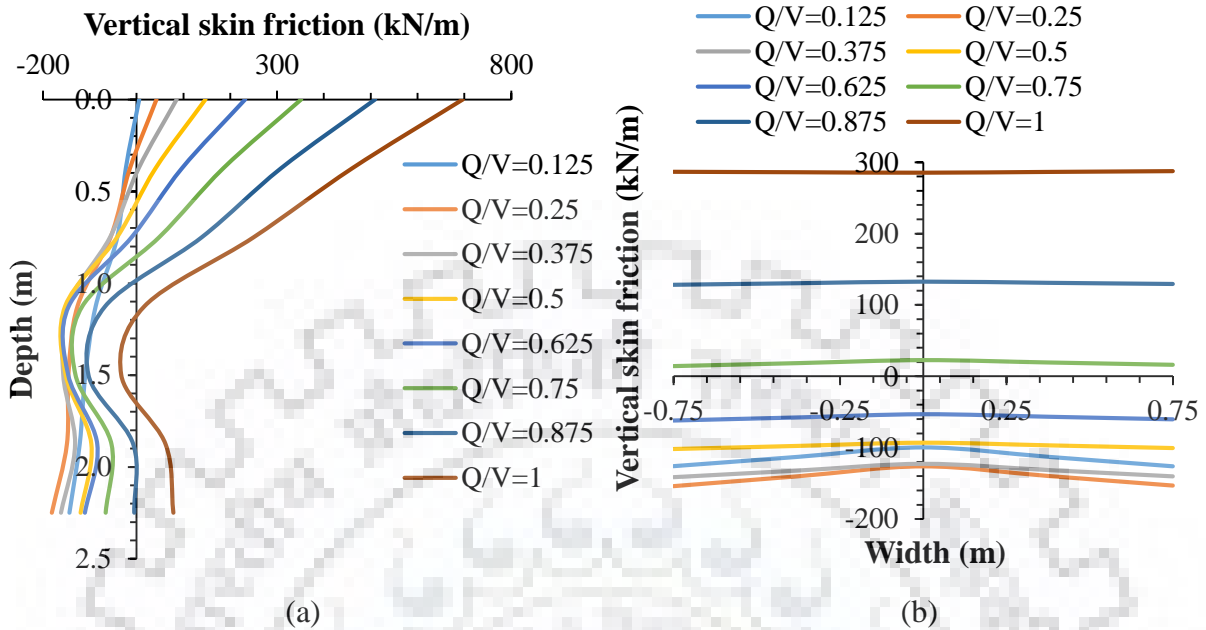 Vertical skin friction (kN/m)
-200 300 800
0.0
0.5
1.0
1.5
2.0
2.5
Depth (m)
Q/V=0.125
Q/V=0.25
Q/V=0.375
Q/V=0.5
Q/V=0.625
Q/V=0.75
Q/V=0.875
Q/V=1
(a)
Q/V=0.125 Q/V=0.25
Q/V=0.375 Q/V=0.5
Q/V=0.625 Q/V=0.75
Q/V=0.875 Q/V=1
Vertical skin friction (kN/m)
300
200
100
0
-0.75 -0.25 0.25 0.75
-100
-200
Width (m)
(b)